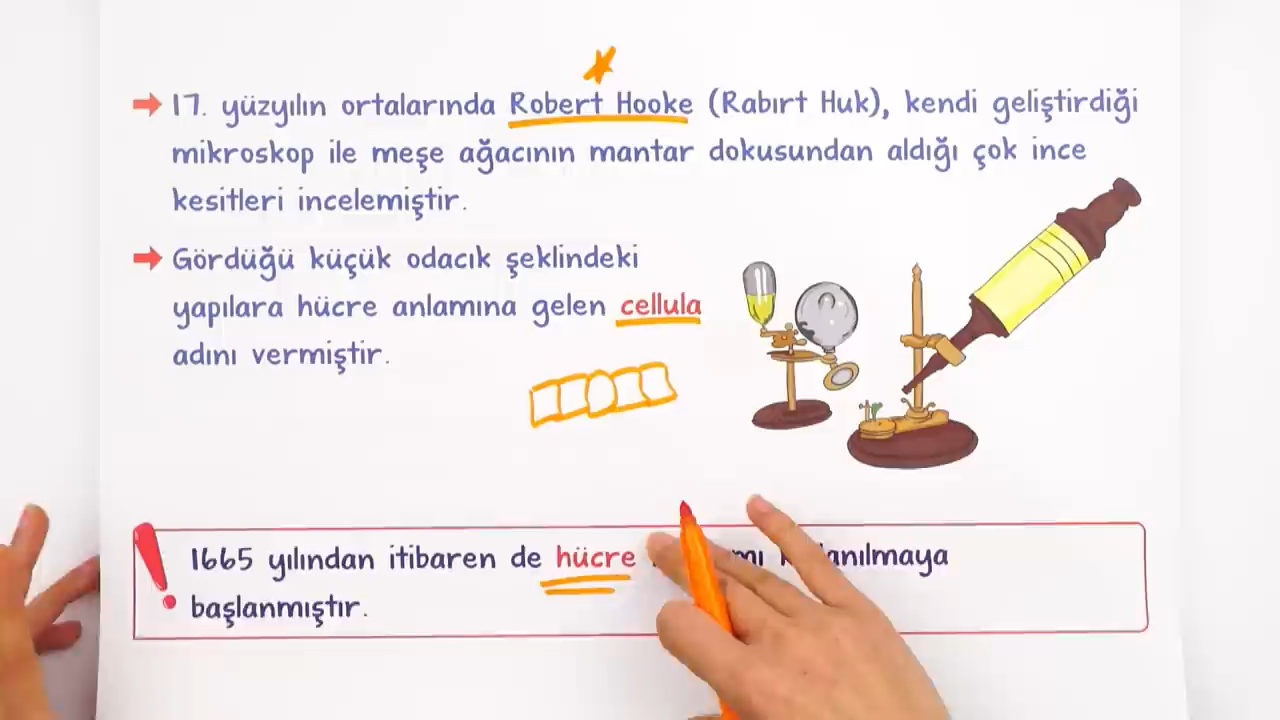 17. yüzyılın ortalarında Robert Hooke (Rabırt Huk), kendi geliştirdiği
mikroskop ile meşe ağacının mantar dokusundan aldığı çok ince
kesitleri incelemiştir.
Gördüğü küçük odacık şeklindeki
yapılara hücre anlamına gelen cellula
adını vermiştir.
1665 yılından itibaren de hücre
başlanmıştır.